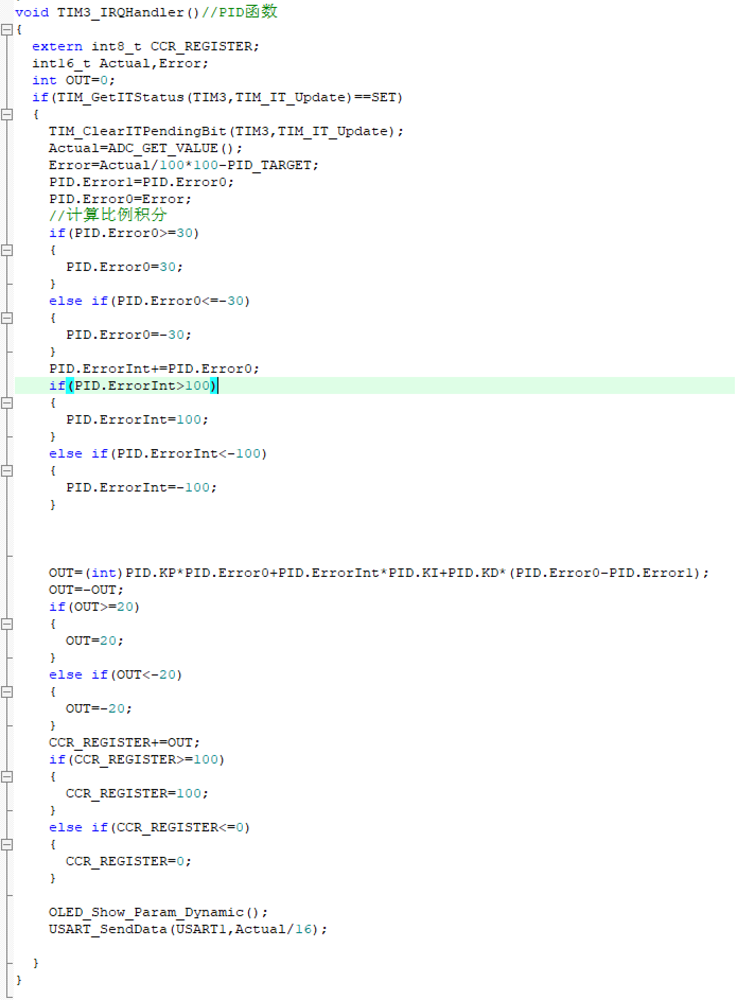 void TIM3_IRQHandler()//PID函数
{
extern int8_t CCR_REGISTER;
int16_t Actual,Error;
int OUT=0;
if(TIM_GetITStatus(TIM3,TIM_IT_Update)==SET)
{
TIM_ClearITPendingBit(TIM3,TIM_IT_Update);
Actual=ADC_GET_VALUE();
Error=Actual/100*100-PID_TARGET;
PID.Error1=PID.Error0;
PID.Error0=Error;
//计算比例积分
if(PID.Error0>=30)
{
PID.Error0=30;
}
else if(PID.Error0<=-30)
{
PID.Error0=-30;
}
PID.ErrorInt+=PID.Error0;
if(PID.ErrorInt>100)
{
PID.ErrorInt=100;
}
else if(PID.ErrorInt<-100)
{
PID.ErrorInt=-100;
}
OUT=(int)PID.KP*PID.Error0+PID.ErrorInt*PID.KI+PID.KD*(PID.Error0-PID.Error1);
OUT=-OUT;
if(OUT>=20)
{
OUT=20;
}
else if(OUT<-20)
{
OUT=-20;
}
CCR_REGISTER+=OUT;
if(CCR_REGISTER>=100)
{
CCR_REGISTER=100;
}
else if(CCR_REGISTER<=0)
{
CCR_REGISTER=0;
}
OLED_Show_Param_Dynamic();
USART_SendData(USART1,Actual/16);
}
}